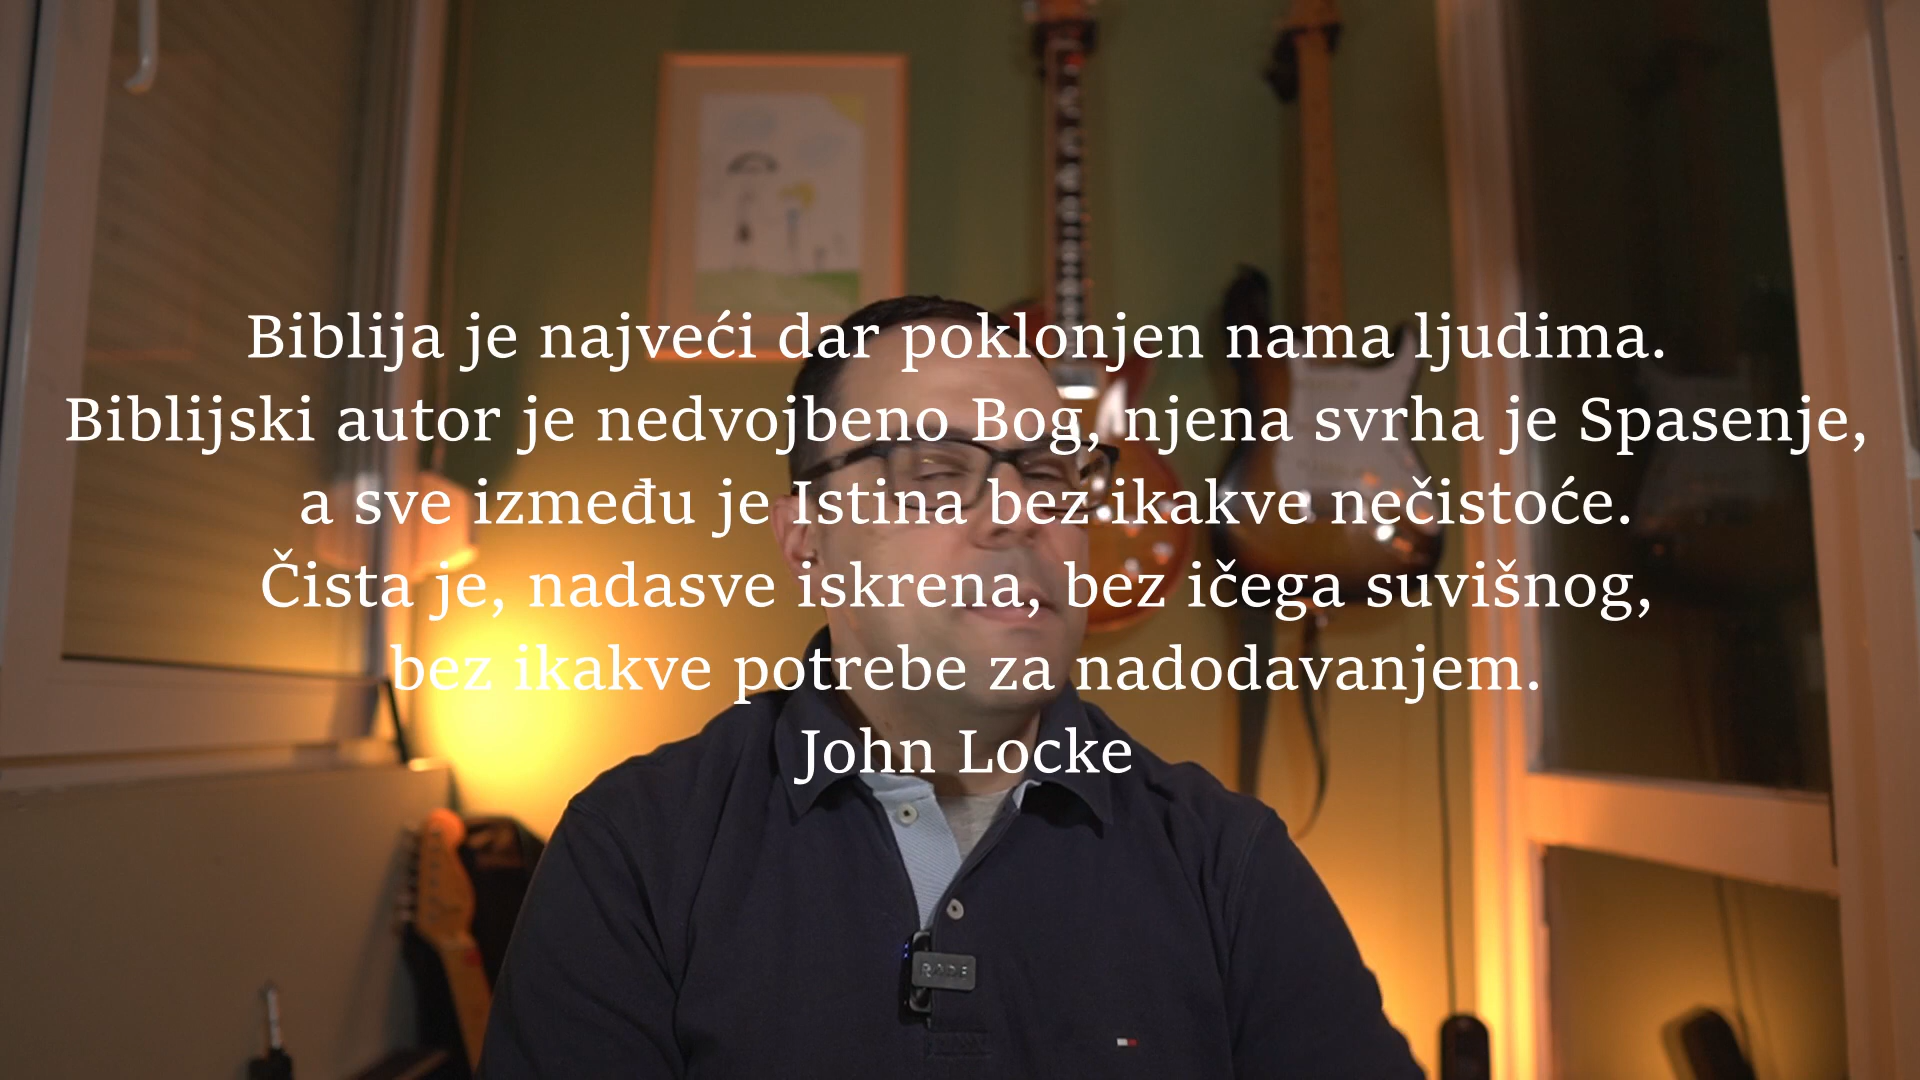 Biblija je najveći dar poklonjen nama ljudima.
Biblijski autor je nedvojbeno Bog, njena svrha je Spasenje,
a sve između je Istina bez ikakve nečistoće.
Čista je, nadasve iskrena, bez ičega suvišnog,
bez ikakve potrebe za nadodavanjem.
John Locke
RODE